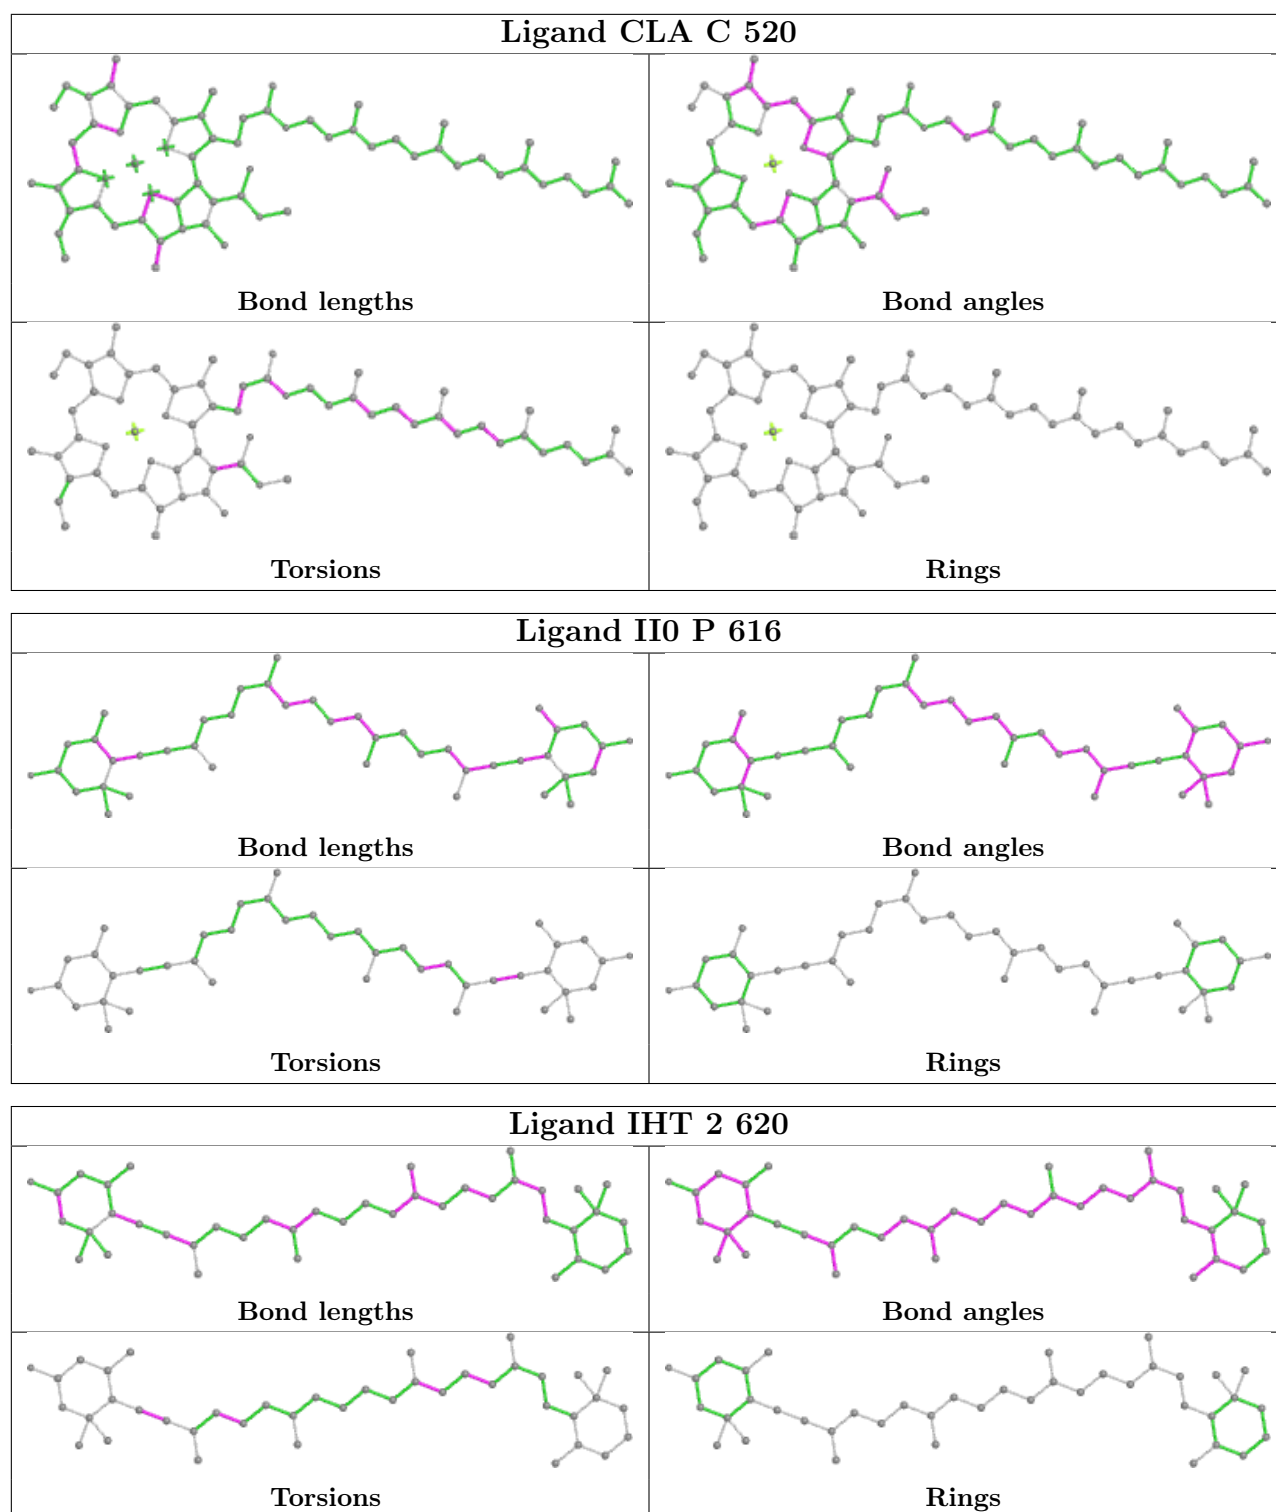 Ligand CLA C 520
Bond lengths
Bond angles
Torsions
Rings
Ligand II0 P 616
Bond lengths
Bond angles
Torsions
Rings
Ligand IHT 2 620
Bond lengths
Bond angles
Torsions
Rings